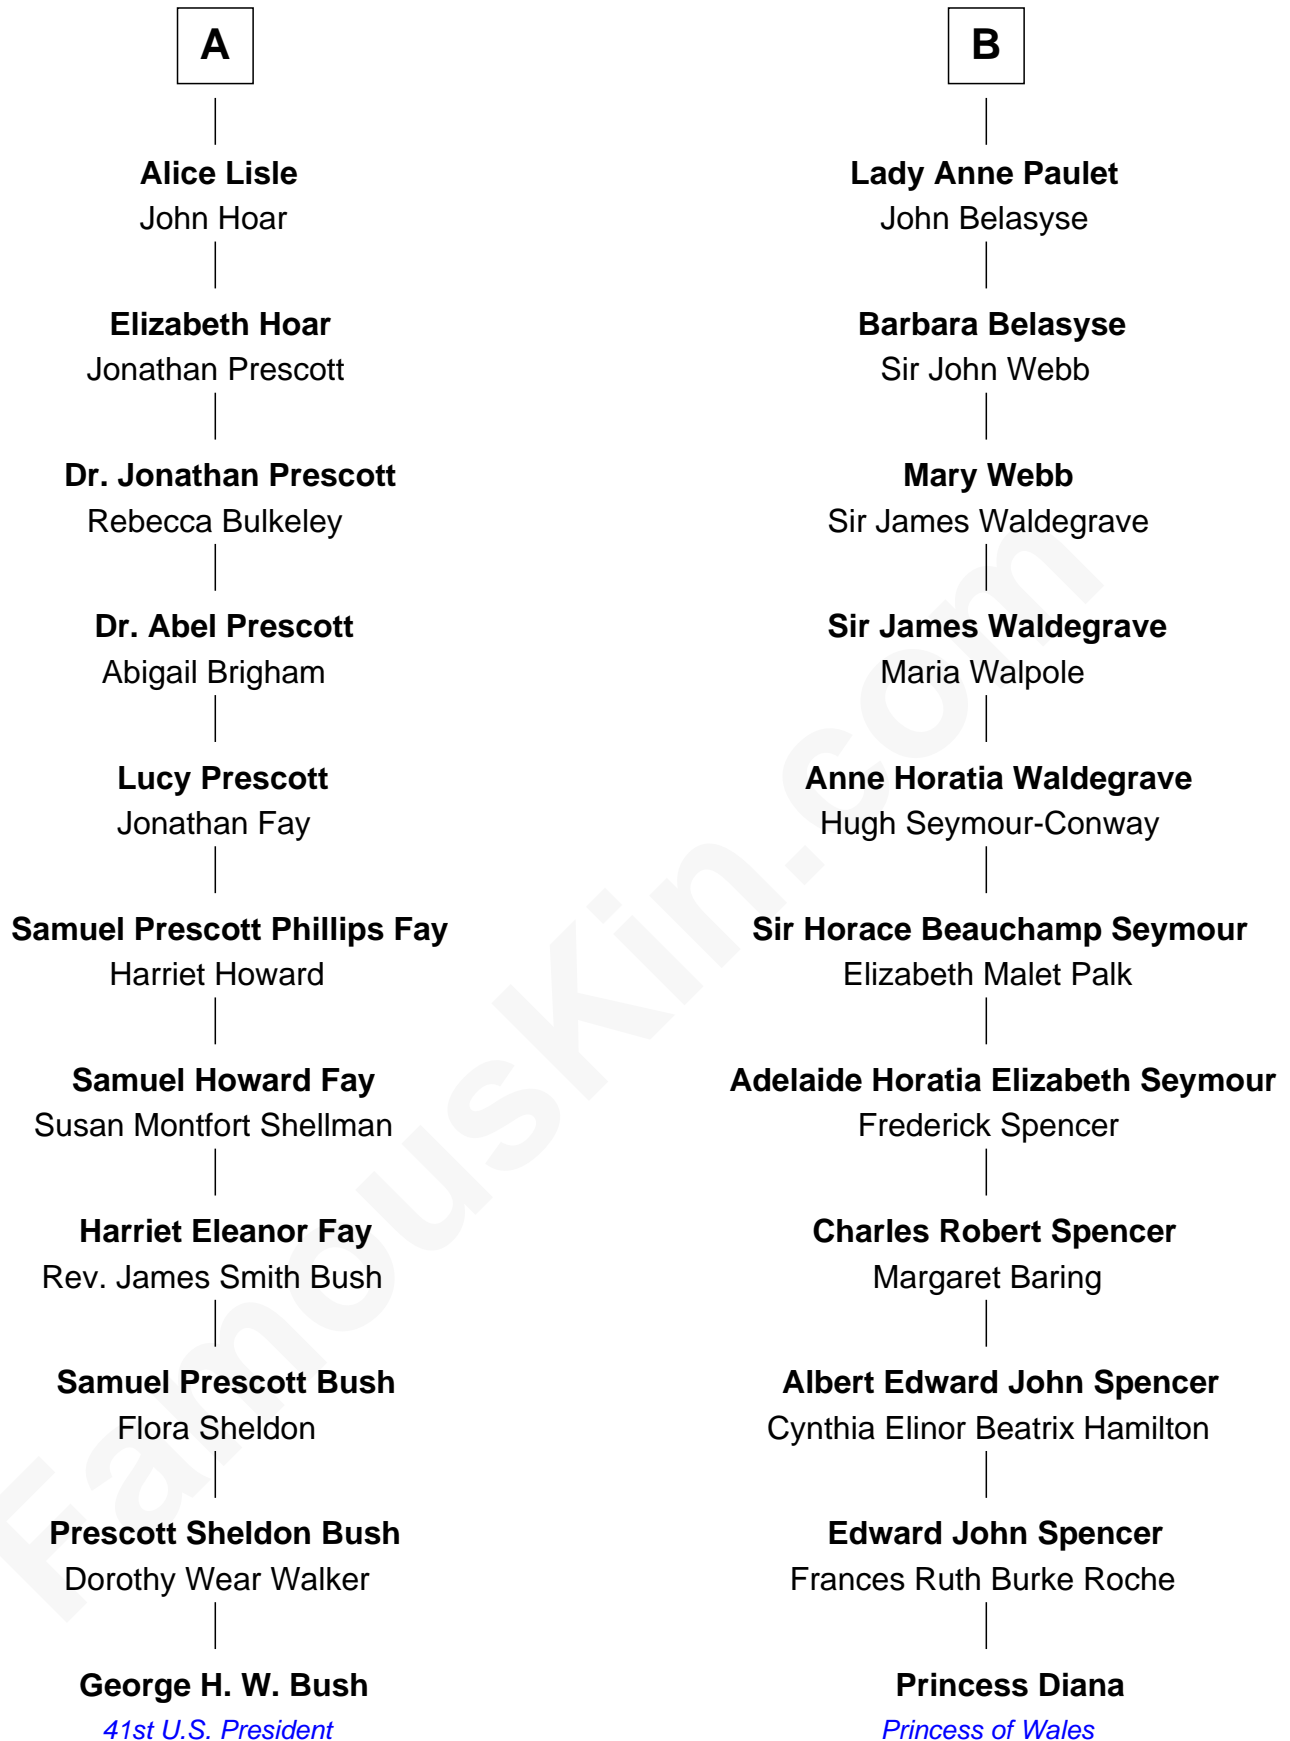 A
B
Alice Lisle
John Hoar
Lady Anne Paulet
John Belasyse
Elizabeth Hoar
Jonathan Prescott
Barbara Belasyse
Sir John Webb
Dr. Jonathan Prescott
Rebecca Bulkeley
Mary Webb
Sir James Waldegrave
Dr. Abel Prescott
Abigail Brigham
Sir James Waldegrave
Maria Walpole
Lucy Prescott
Jonathan Fay
Anne Horatia Waldegrave
Hugh Seymour-Conway
Samuel Prescott Phillips Fay
Harriet Howard
Sir Horace Beauchamp Seymour
Elizabeth Malet Palk
Samuel Howard Fay
Susan Montfort Shellman
Adelaide Horatia Elizabeth Seymour
Frederick Spencer
Harriet Eleanor Fay
Rev. James Smith Bush
Charles Robert Spencer
Margaret Baring
Samuel Prescott Bush
Flora Sheldon
Albert Edward John Spencer
Cynthia Elinor Beatrix Hamilton
Prescott Sheldon Bush
Dorothy Wear Walker
Edward John Spencer
Frances Ruth Burke Roche
George H. W. Bush
41st U.S. President
Princess Diana
Princess of Wales
FamousKin.com